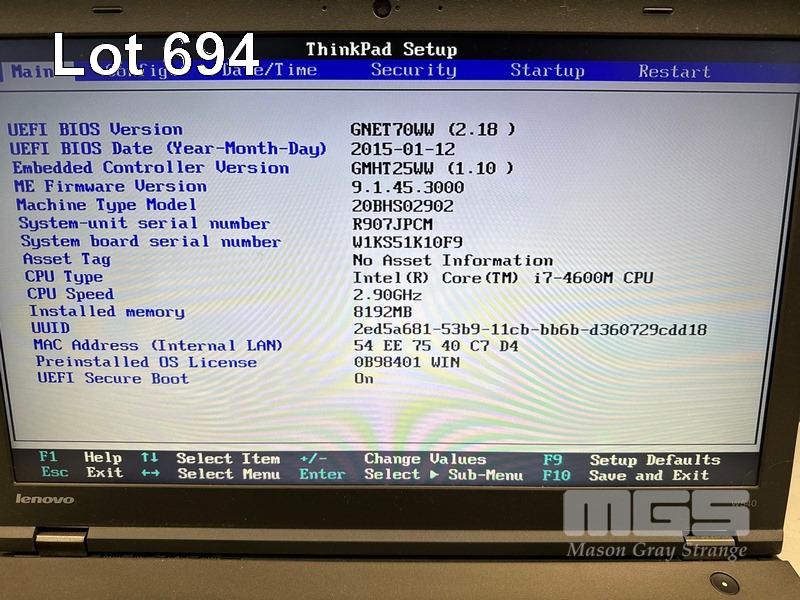 Lot 694
ThinkPad Setup
Main Config Date/Time Security Startup Restart
UEFI BIOS Version GNET70WW (2.18 )
UEFI BIOS Date (Year-Month-Day) 2015-01-12
Embedded Controller Version GMHT25WW (1.10 )
ME Firmware Version 9.1.45.3000
Machine Type Model 20BHS02902
System-unit serial number R907JPCM
System board serial number W1KS51K10F9
Asset Tag No Asset Information
CPU Type Intel(R) Core(TM) i7-4600M CPU
CPU Speed 2.90GHz
Installed memory 8192MB
UUID 2ed5a681-53b9-11cb-bb6b-d360729cdd18
MAC Address (Internal LAN) 54 EE 75 40 C7 D4
Preinstalled OS License 0B98401 WIN
UEFI Secure Boot On
F1 Help ↑↓ Select Item +/- Change Values F9 Setup Defaults
Esc Exit ←→ Select Menu Enter Select ▶ Sub-Menu F10 Save and Exit
lenovo
W540
MGS
Mason Gray Strange